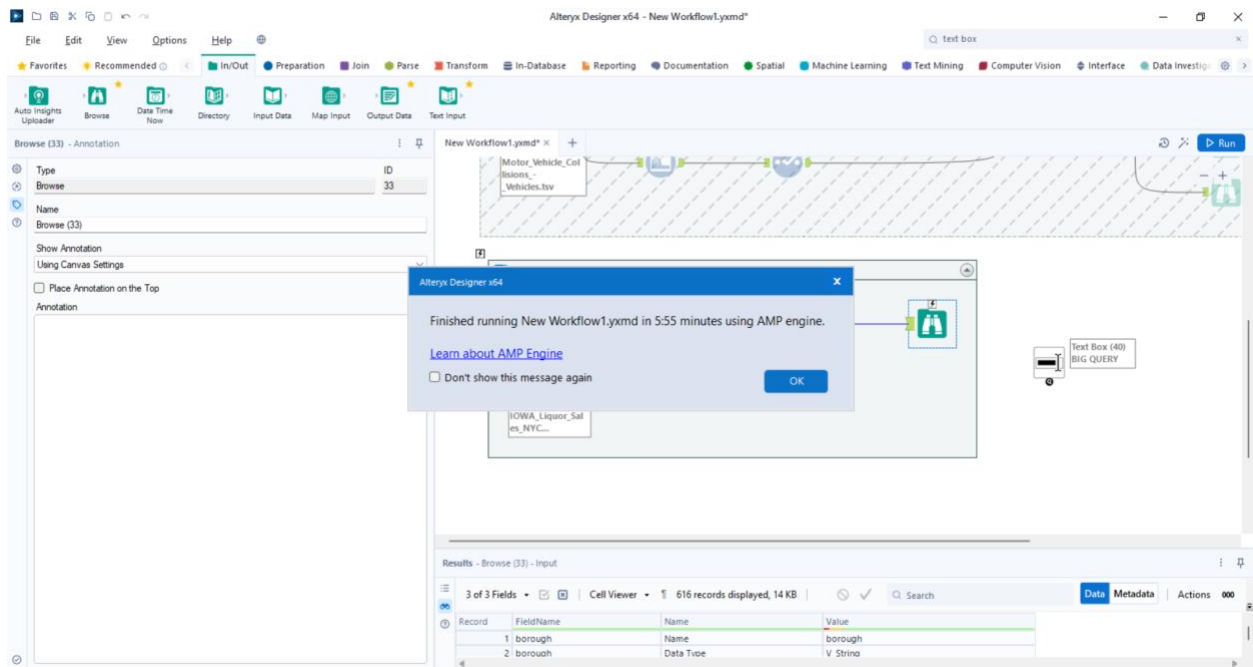 Alteryx Designer x64 - New Workflow1.yxmd*
File Edit View Options Help
text box
Favorites Recommended In/Out Preparation Join Parse Transform In-Database Reporting Documentation Spatial Machine Learning Text Mining Computer Vision Interface Data Investig
Auto Insights Uploader
Browse
Date Time Now
Directory
Input Data
Map Input
Output Data
Text Input
Browse (33) - Annotation
New Workflow1.yxmd*
Run
Type ID
Browse 33
Name
Browse (33)
Show Annotation
Using Canvas Settings
Place Annotation on the Top
Annotation
Motor_Vehicle_Col
lisions_-
_Vehicles.tsv
Alteryx Designer x64
Finished running New Workflow1.yxmd in 5:55 minutes using AMP engine.
Learn about AMP Engine
Don't show this message again
OK
Text Box (40)
BIG QUERY
IOWA_Liquor_Sal
es_NYC...
Results - Browse (33) - Input
3 of 3 Fields Cell Viewer 616 records displayed, 14 KB Search Data Metadata Actions 000
Record FieldName Name Value
1 borough Name borough
2 borough Data Type V_String